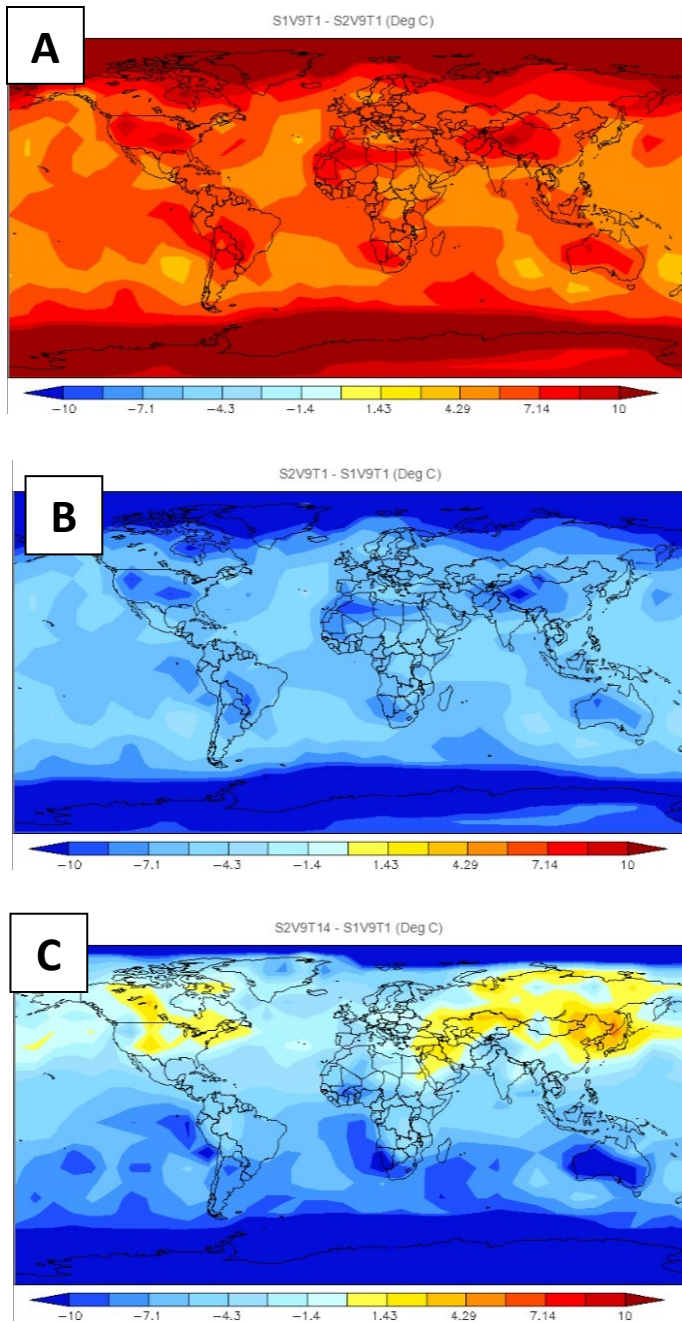 A
S1V9T1 - S2V9T1 (Deg C)
-10 -7.1 -4.3 -1.4 1.43 4.29 7.14 10
B
S2V9T1 - S1V9T1 (Deg C)
-10 -7.1 -4.3 -1.4 1.43 4.29 7.14 10
C
S2V9T14 - S1V9T1 (Deg C)
-10 -7.1 -4.3 -1.4 1.43 4.29 7.14 10